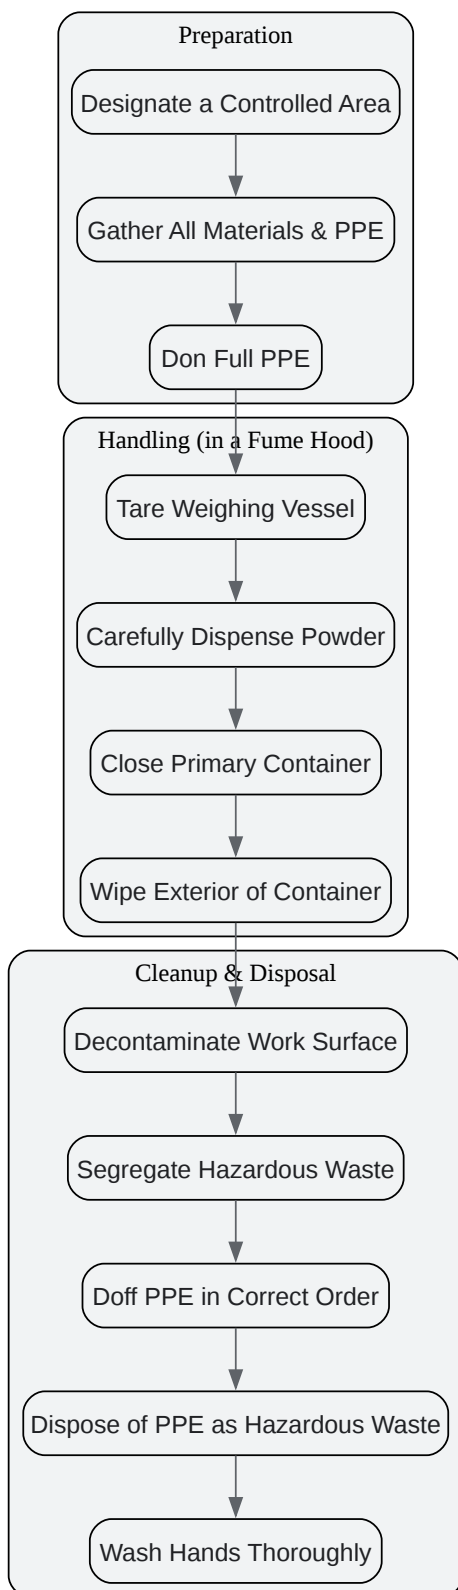 Preparation
Designate a Controlled Area
Gather All Materials & PPE
Don Full PPE
Handling (in a Fume Hood)
Tare Weighing Vessel
Carefully Dispense Powder
Close Primary Container
Wipe Exterior of Container
Cleanup & Disposal
Decontaminate Work Surface
Segregate Hazardous Waste
Doff PPE in Correct Order
Dispose of PPE as Hazardous Waste
Wash Hands Thoroughly